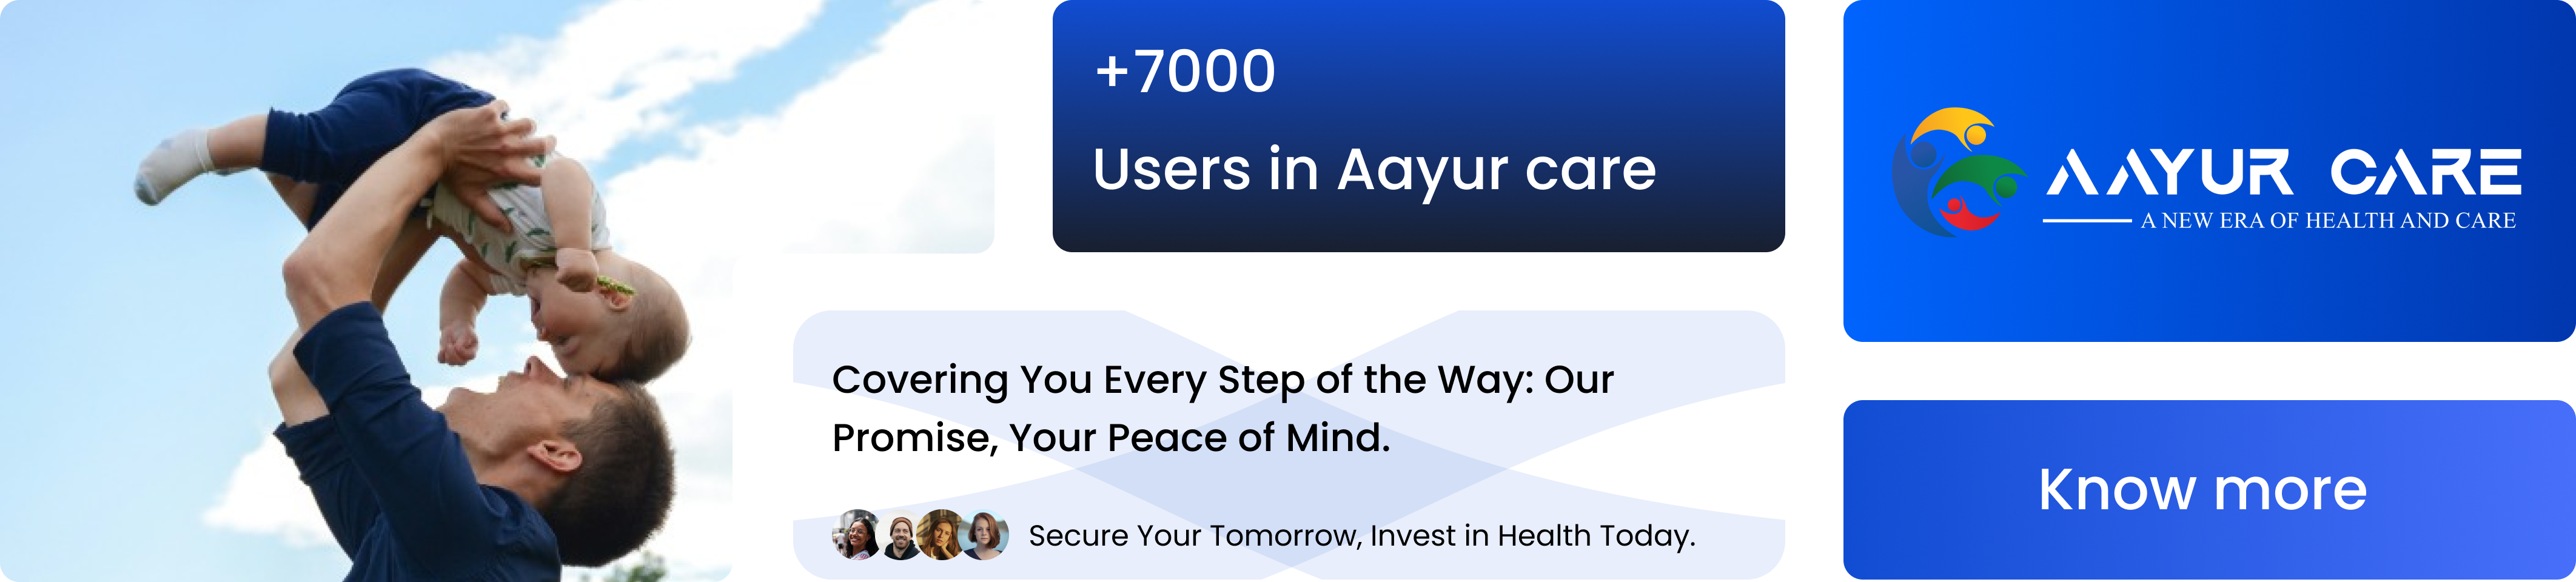 +7000
Users in Aayur care
AAYUR CARE
A NEW ERA OF HEALTH AND CARE
Covering You Every Step of the Way: Our
Promise, Your Peace of Mind.
Secure Your Tomorrow, Invest in Health Today.
Know more